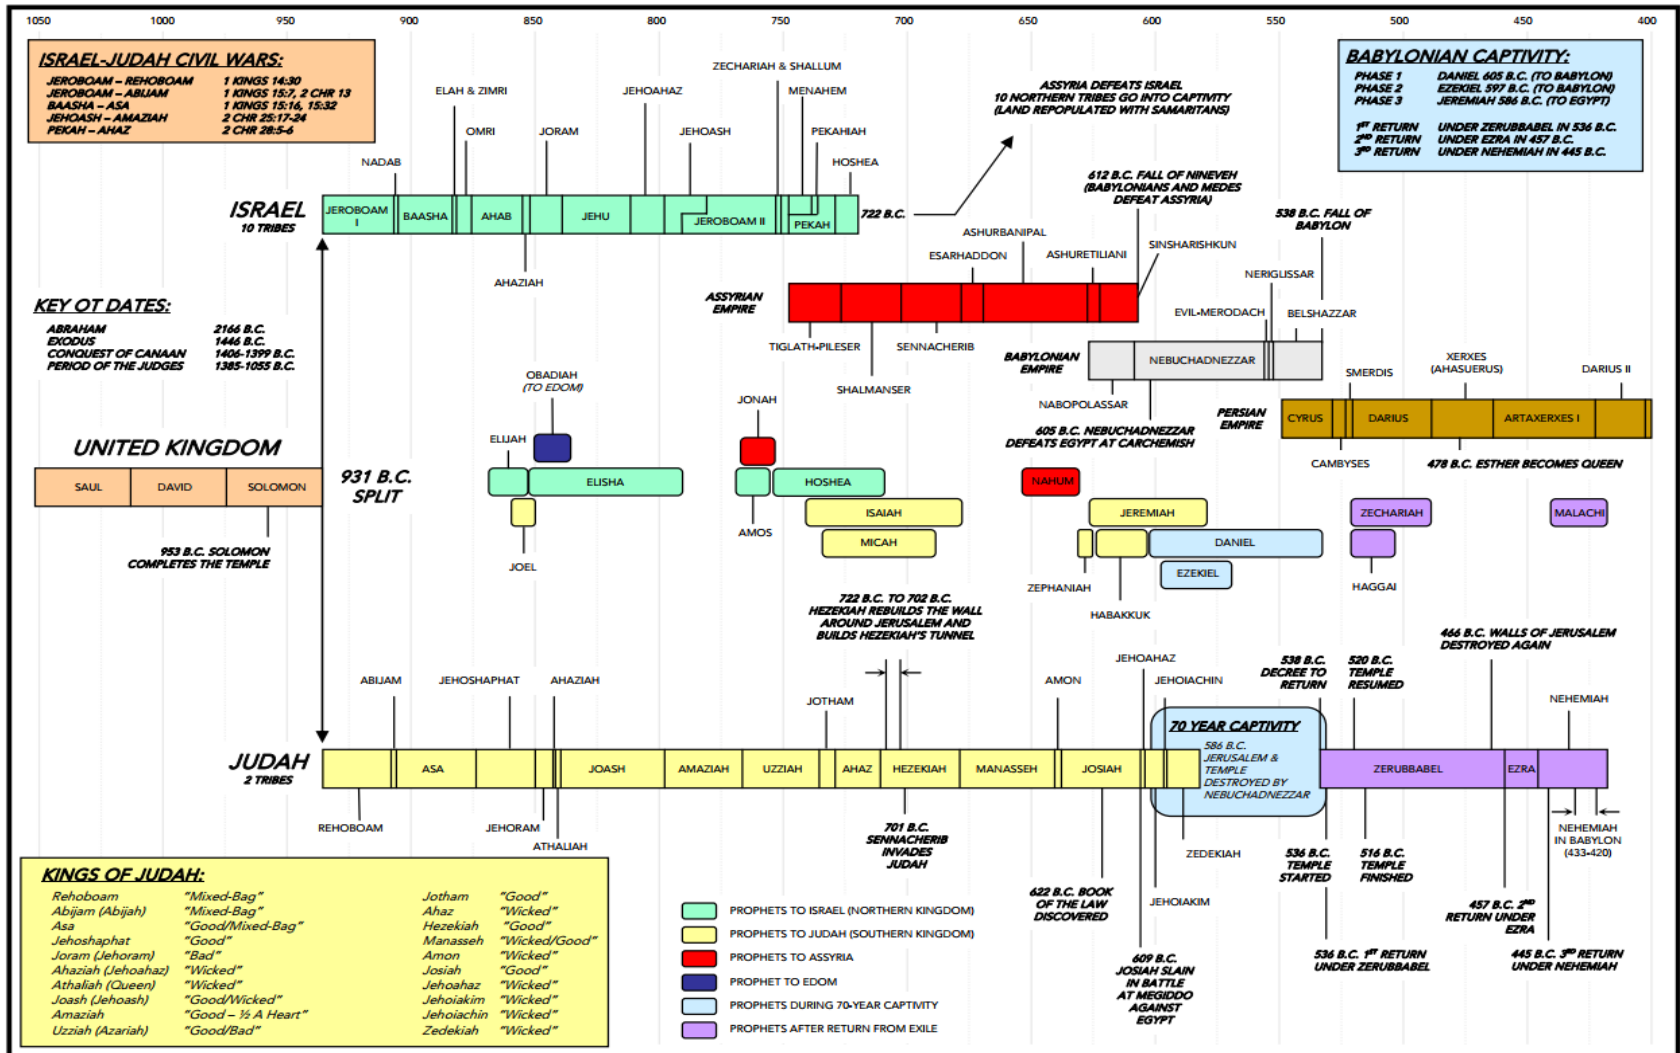 1050 1000 950 900 850 800 750 700 650 600 550 500 450 400
ISRAEL-JUDAH CIVIL WARS:
JEROBOAM – REHOBOAM 1 KINGS 14:30
JEROBOAM – ABIJAM 1 KINGS 15:7, 2 CHR 13
BAASHA – ASA 1 KINGS 15:16, 15:32
JEHOASH – AMAZIAH 2 CHR 25:17-24
PEKAH – AHAZ 2 CHR 28:5-6
ZECHARIAH & SHALLUM
ELAH & ZIMRI
JEHOAHAZ
MENAHEM
OMRI
JORAM
JEHOASH
PEKAHIAH
NADAB
HOSHEA
ASSYRIA DEFEATS ISRAEL
10 NORTHERN TRIBES GO INTO CAPTIVITY
(LAND REPOPULATED WITH SAMARITANS)
BABYLONIAN CAPTIVITY:
PHASE 1 DANIEL 605 B.C. (TO BABYLON)
PHASE 2 EZEKIEL 597 B.C. (TO BABYLON)
PHASE 3 JEREMIAH 586 B.C. (TO EGYPT)
1ST RETURN UNDER ZERUBBABEL IN 536 B.C.
2ND RETURN UNDER EZRA IN 457 B.C.
3RD RETURN UNDER NEHEMIAH IN 445 B.C.
ISRAEL
10 TRIBES
JEROBOAM
I
BAASHA
AHAB
JEHU
JEROBOAM II
PEKAH
722 B.C.
AHAZIAH
612 B.C. FALL OF NINEVEH
(BABYLONIANS AND MEDES
DEFEAT ASSYRIA)
538 B.C. FALL OF
BABYLON
ASHURBANIPAL
ESARHADDON
ASHURETILIANI
SINSHARISHKUN
ASSYRIAN
EMPIRE
TIGLATH-PILESER
SENNACHERIB
SHALMANSER
NERIGLISSAR
EVIL-MERODACH
BELSHAZZAR
BABYLONIAN
EMPIRE
NEBUCHADNEZZAR
NABOPOLASSAR
605 B.C. NEBUCHADNEZZAR
DEFEATS EGYPT AT CARCHEMISH
XERXES
(AHASUERUS)
SMERDIS
DARIUS II
PERSIAN
EMPIRE
CYRUS
DARIUS
ARTAXERXES I
CAMBYSES
478 B.C. ESTHER BECOMES QUEEN
KEY OT DATES:
ABRAHAM 2166 B.C.
EXODUS 1446 B.C.
CONQUEST OF CANAAN 1406-1399 B.C.
PERIOD OF THE JUDGES 1385-1055 B.C.
UNITED KINGDOM
SAUL
DAVID
SOLOMON
953 B.C. SOLOMON
COMPLETES THE TEMPLE
931 B.C.
SPLIT
OBADIAH
(TO EDOM)
ELIJAH
ELISHA
JOEL
JONAH
AMOS
HOSHEA
ISAIAH
MICAH
NAHUM
JEREMIAH
DANIEL
EZEKIEL
ZEPHANIAH
HABAKKUK
ZECHARIAH
HAGGAI
MALACHI
722 B.C. TO 702 B.C.
HEZEKIAH REBUILDS THE WALL
AROUND JERUSALEM AND
BUILDS HEZEKIAH'S TUNNEL
466 B.C. WALLS OF JERUSALEM
DESTROYED AGAIN
538 B.C.
DECREE TO
RETURN
520 B.C.
TEMPLE
RESUMED
ABIJAM
JEHOSHAPHAT
AHAZIAH
JOTHAM
AMON
JEHOAHAZ
JEHOIACHIN
NEHEMIAH
JUDAH
2 TRIBES
ASA
JOASH
AMAZIAH
UZZIAH
AHAZ
HEZEKIAH
MANASSEH
JOSIAH
70 YEAR CAPTIVITY
586 B.C.
JERUSALEM &
TEMPLE
DESTROYED BY
NEBUCHADNEZZAR
ZERUBBABEL
EZRA
REHOBOAM
JEHORAM
ATHALIAH
701 B.C.
SENNACHERIB
INVADES
JUDAH
622 B.C. BOOK
OF THE LAW
DISCOVERED
609 B.C.
JOSIAH SLAIN
IN BATTLE
AT MEGIDDO
AGAINST
EGYPT
JEHOIAKIM
ZEDEKIAH
536 B.C.
TEMPLE
STARTED
516 B.C.
TEMPLE
FINISHED
536 B.C. 1ST RETURN
UNDER ZERUBBABEL
457 B.C. 2ND
RETURN UNDER
EZRA
445 B.C. 3RD RETURN
UNDER NEHEMIAH
NEHEMIAH
IN BABYLON
(433-420)
KINGS OF JUDAH:
Rehoboam "Mixed-Bag"
Abijam (Abijah) "Mixed-Bag"
Asa "Good/Mixed-Bag"
Jehoshaphat "Good"
Joram (Jehoram) "Bad"
Ahaziah (Jehoahaz) "Wicked"
Athaliah (Queen) "Wicked"
Joash (Jehoash) "Good/Wicked"
Amaziah "Good – ½ A Heart"
Uzziah (Azariah) "Good/Bad"
Jotham "Good"
Ahaz "Wicked"
Hezekiah "Good"
Manasseh "Wicked/Good"
Amon "Wicked"
Josiah "Good"
Jehoahaz "Wicked"
Jehoiakim "Wicked"
Jehoiachin "Wicked"
Zedekiah "Wicked"
PROPHETS TO ISRAEL (NORTHERN KINGDOM)
PROPHETS TO JUDAH (SOUTHERN KINGDOM)
PROPHETS TO ASSYRIA
PROPHET TO EDOM
PROPHETS DURING 70-YEAR CAPTIVITY
PROPHETS AFTER RETURN FROM EXILE